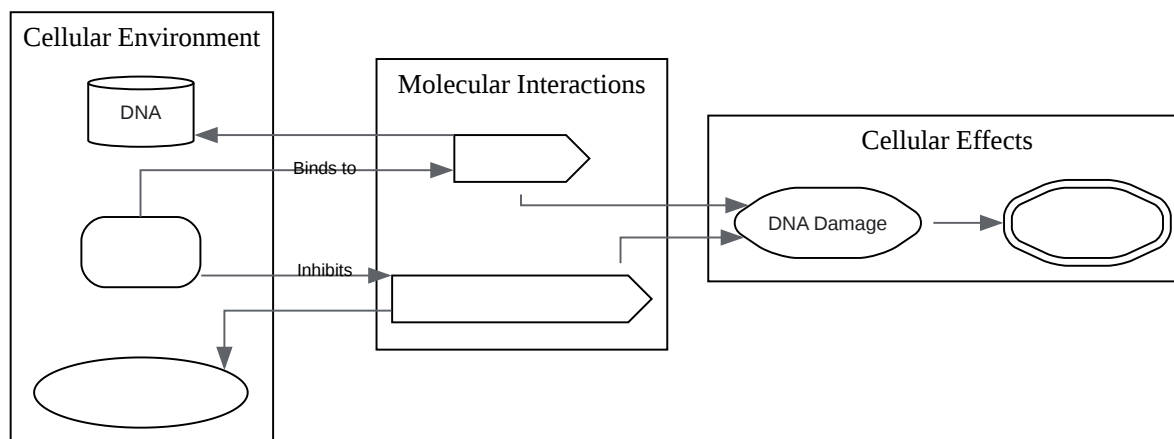 Cellular Environment
DNA
Binds to
Inhibits
Molecular Interactions
Cellular Effects
DNA Damage